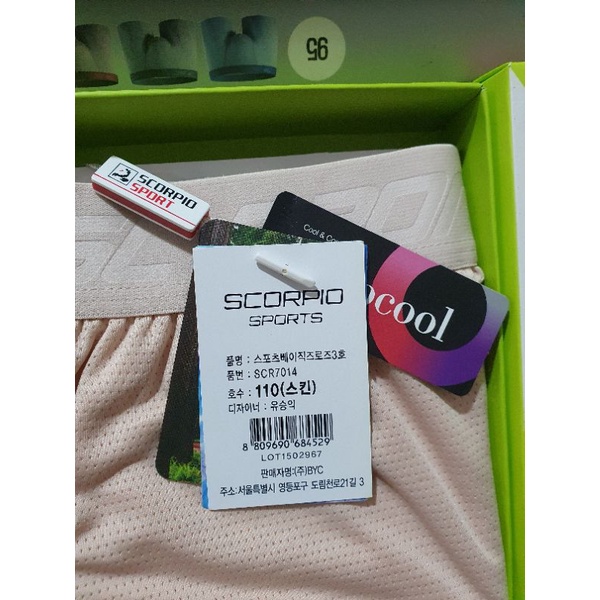 95
SCORPIO
SPORT
Cool & Co
ocool
SCORPIO
SPORTS
품명 : 스포츠베이직즈로즈3호
품번 : SCR7014
호수 : 110(스킨)
디자이너 : 유승익
8 809690 684529
LOT1502967
판매자명:(주)BYC
주소:서울특별시 영등포구 도림천로21길 3